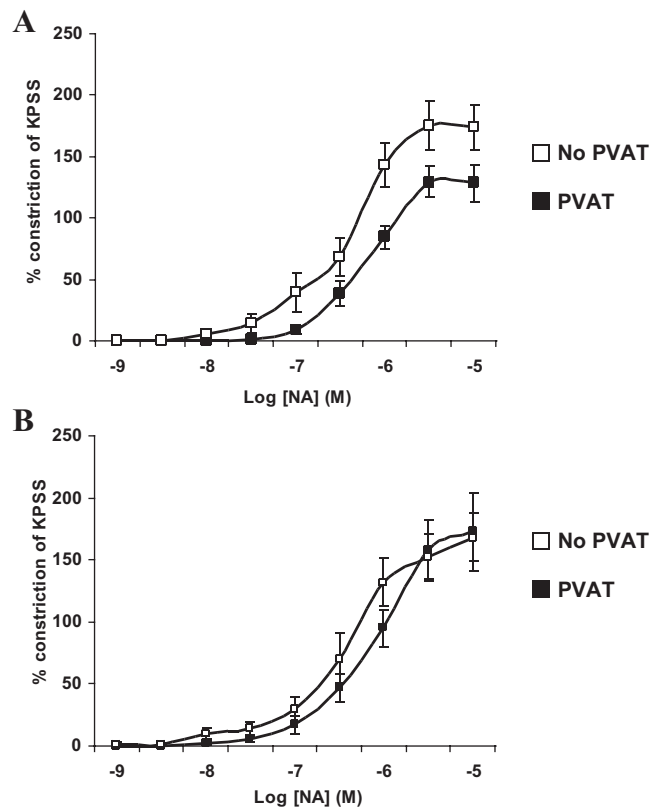 A
250
200
150
100
50
0
% constriction of KPSS
-9 -8 -7 -6 -5
Log [NA] (M)
No PVAT
PVAT
B
250
200
150
100
50
0
% constriction of KPSS
-9 -8 -7 -6 -5
Log [NA] (M)
No PVAT
PVAT